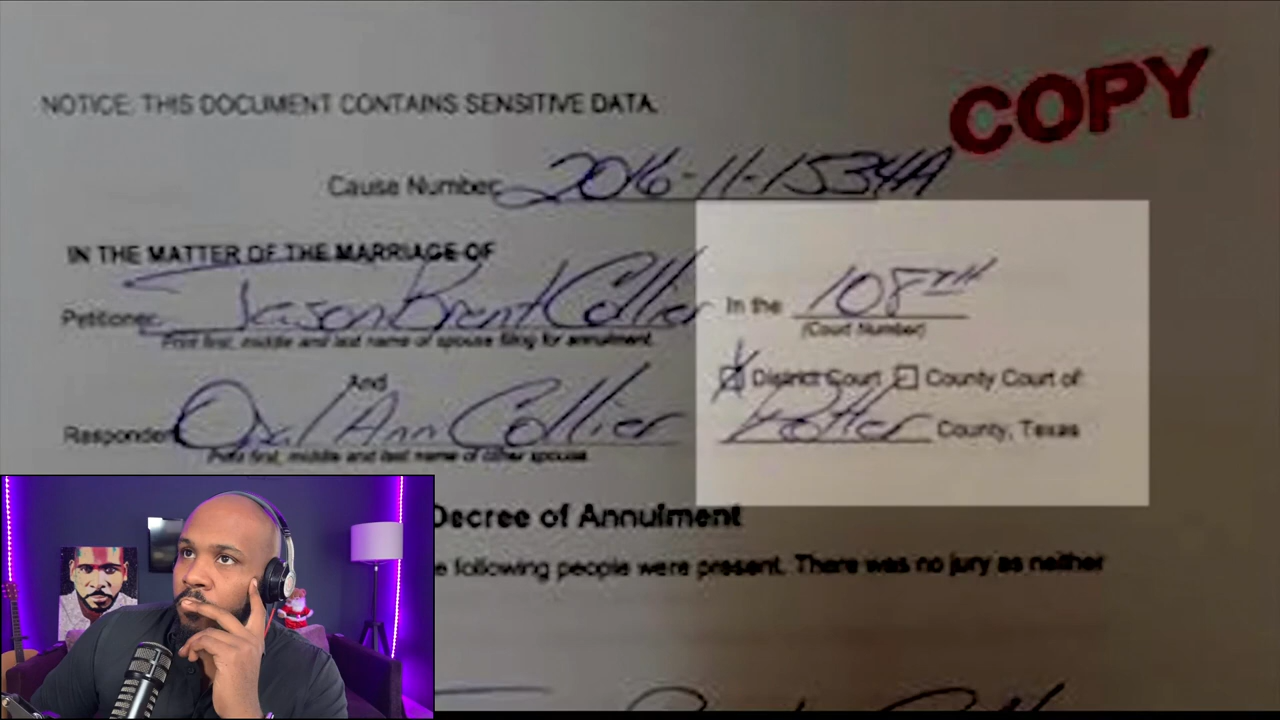 COPY
NOTICE: THIS DOCUMENT CONTAINS SENSITIVE DATA.
Cause Number: 2016-11-1534A
IN THE MATTER OF THE MARRIAGE OF
Petitioner: Jason Brent Collier
Print first, middle and last name of spouse filing for annulment.
And
Respondent: Opal Ann Collier
Print first, middle and last name of other spouse.
In the 108TH
(Court Number)
District Court County Court of:
Potter County, Texas
Decree of Annulment
following people were present. There was no jury as neither